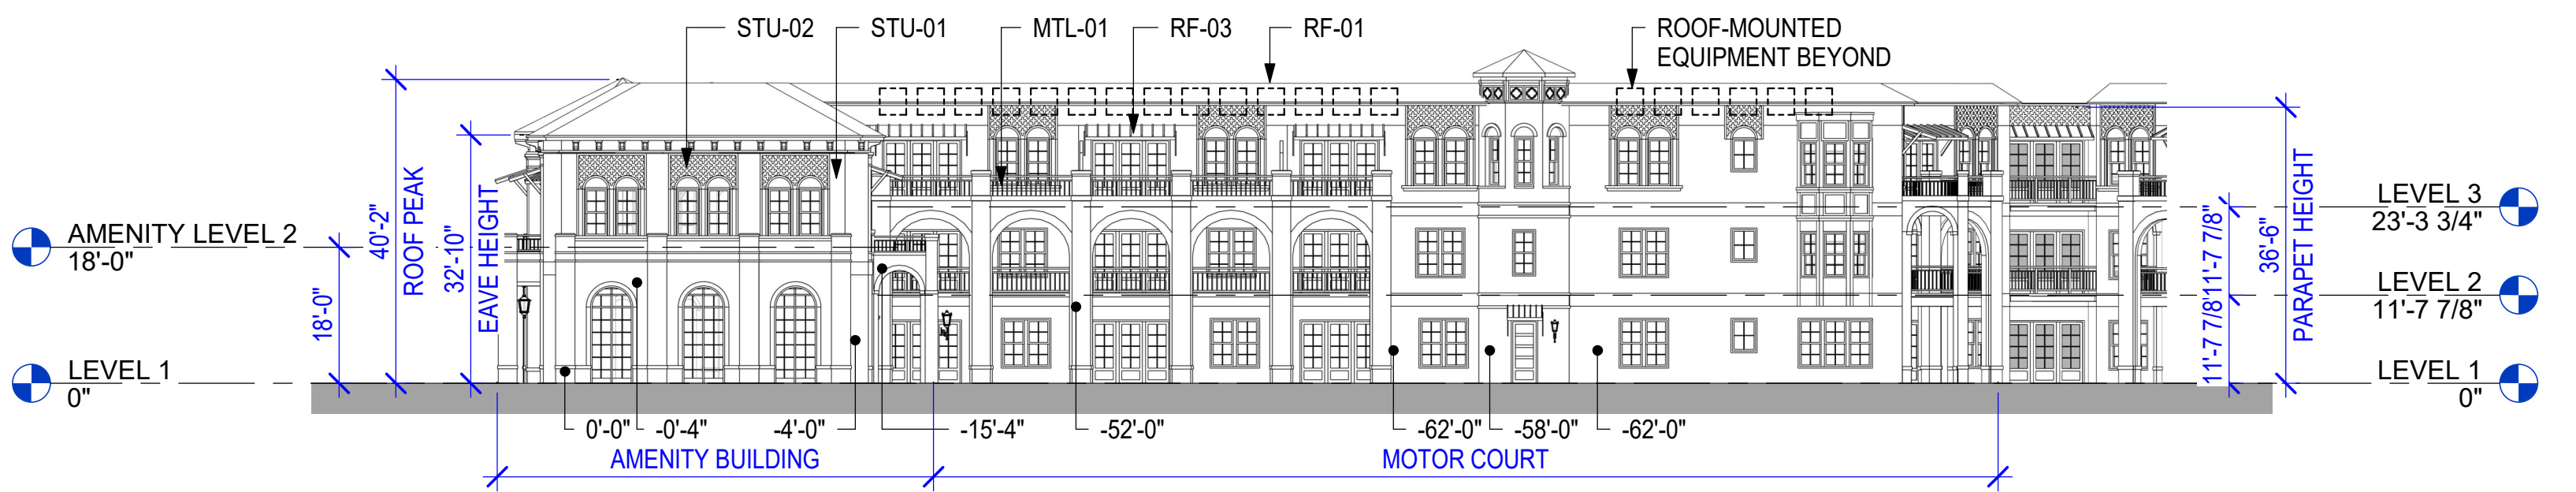 STU-02
STU-01
MTL-01
RF-03
RF-01
ROOF-MOUNTED
EQUIPMENT BEYOND
AMENITY LEVEL 2
18'-0"
LEVEL 1
0"
18'-0"
40'-2"
ROOF PEAK
32'-10"
EAVE HEIGHT
LEVEL 3
23'-3 3/4"
LEVEL 2
11'-7 7/8"
LEVEL 1
0"
11'-7 7/8"
11'-7 7/8"
36'-6"
PARAPET HEIGHT
0'-0"
-0'-4"
-4'-0"
-15'-4"
-52'-0"
-62'-0"
-58'-0"
-62'-0"
AMENITY BUILDING
MOTOR COURT